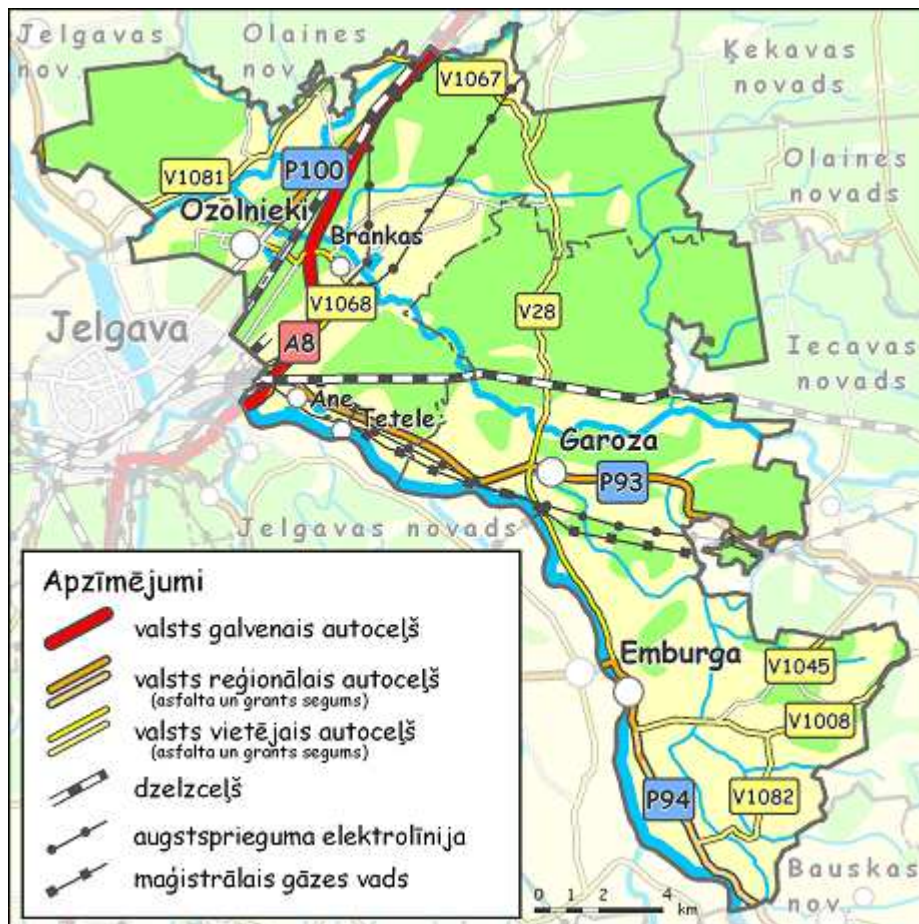 Jelgavas
nov.
Olaines
nov.
Ķekavas
novads
V1067
Olaines
novads
V1081
P100
Ozolnieki
Brankas
V1068
V28
Jelgava
A8
Iecavas
novads
Āne
Tetele
Garoza
P93
Jelgavas novads
Emburga
V1045
V1008
P94
V1082
Bauskas
nov.
Apzīmējumi
valsts galvenais autoceļš
valsts reģionālais autoceļš
(asfalta un grants segums)
valsts vietējais autoceļš
(asfalta un grants segums)
dzelzceļš
augstsprieguma elektrolīnija
maģistrālais gāzes vads
0 1 2 4
km